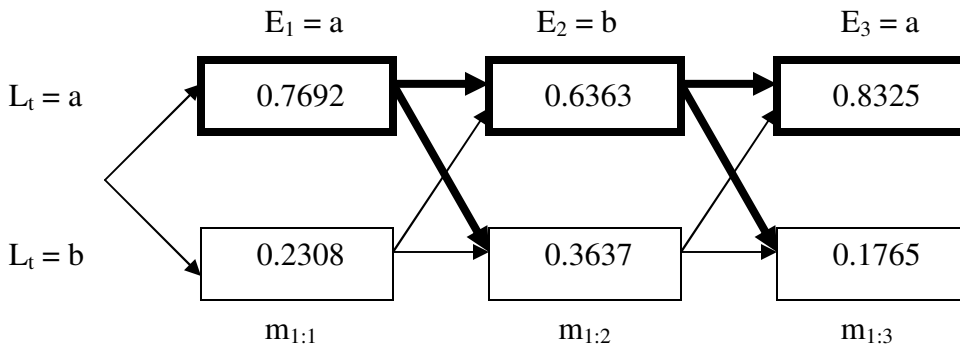 E₁ = a E₂ = b E₃ = a
Lₜ = a 0.7692 0.6363 0.8325
Lₜ = b 0.2308 0.3637 0.1765
m₁:₁ m₁:₂ m₁:₃